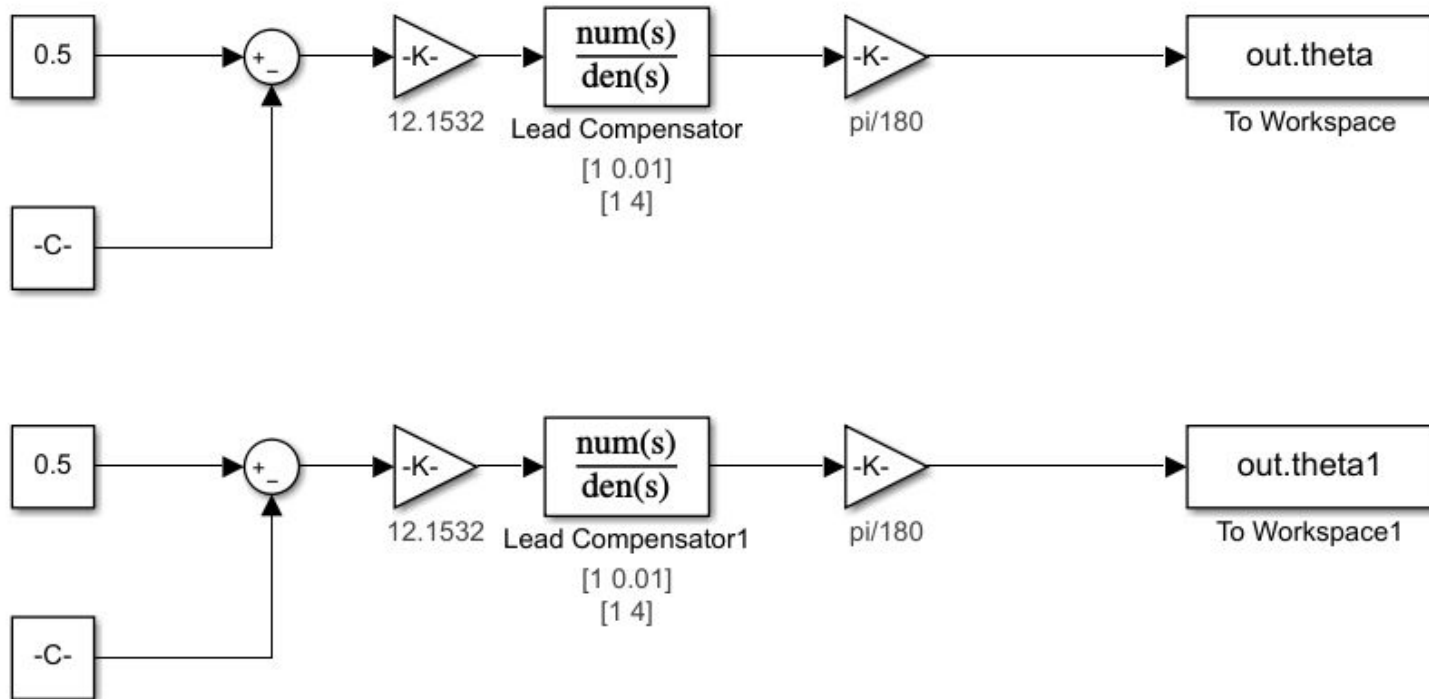 0.5
+
−
-K-
12.1532
num(s)
den(s)
Lead Compensator
[1 0.01]
[1 4]
-K-
pi/180
out.theta
To Workspace
-C-
0.5
+
−
-K-
12.1532
num(s)
den(s)
Lead Compensator1
[1 0.01]
[1 4]
-K-
pi/180
out.theta1
To Workspace1
-C-